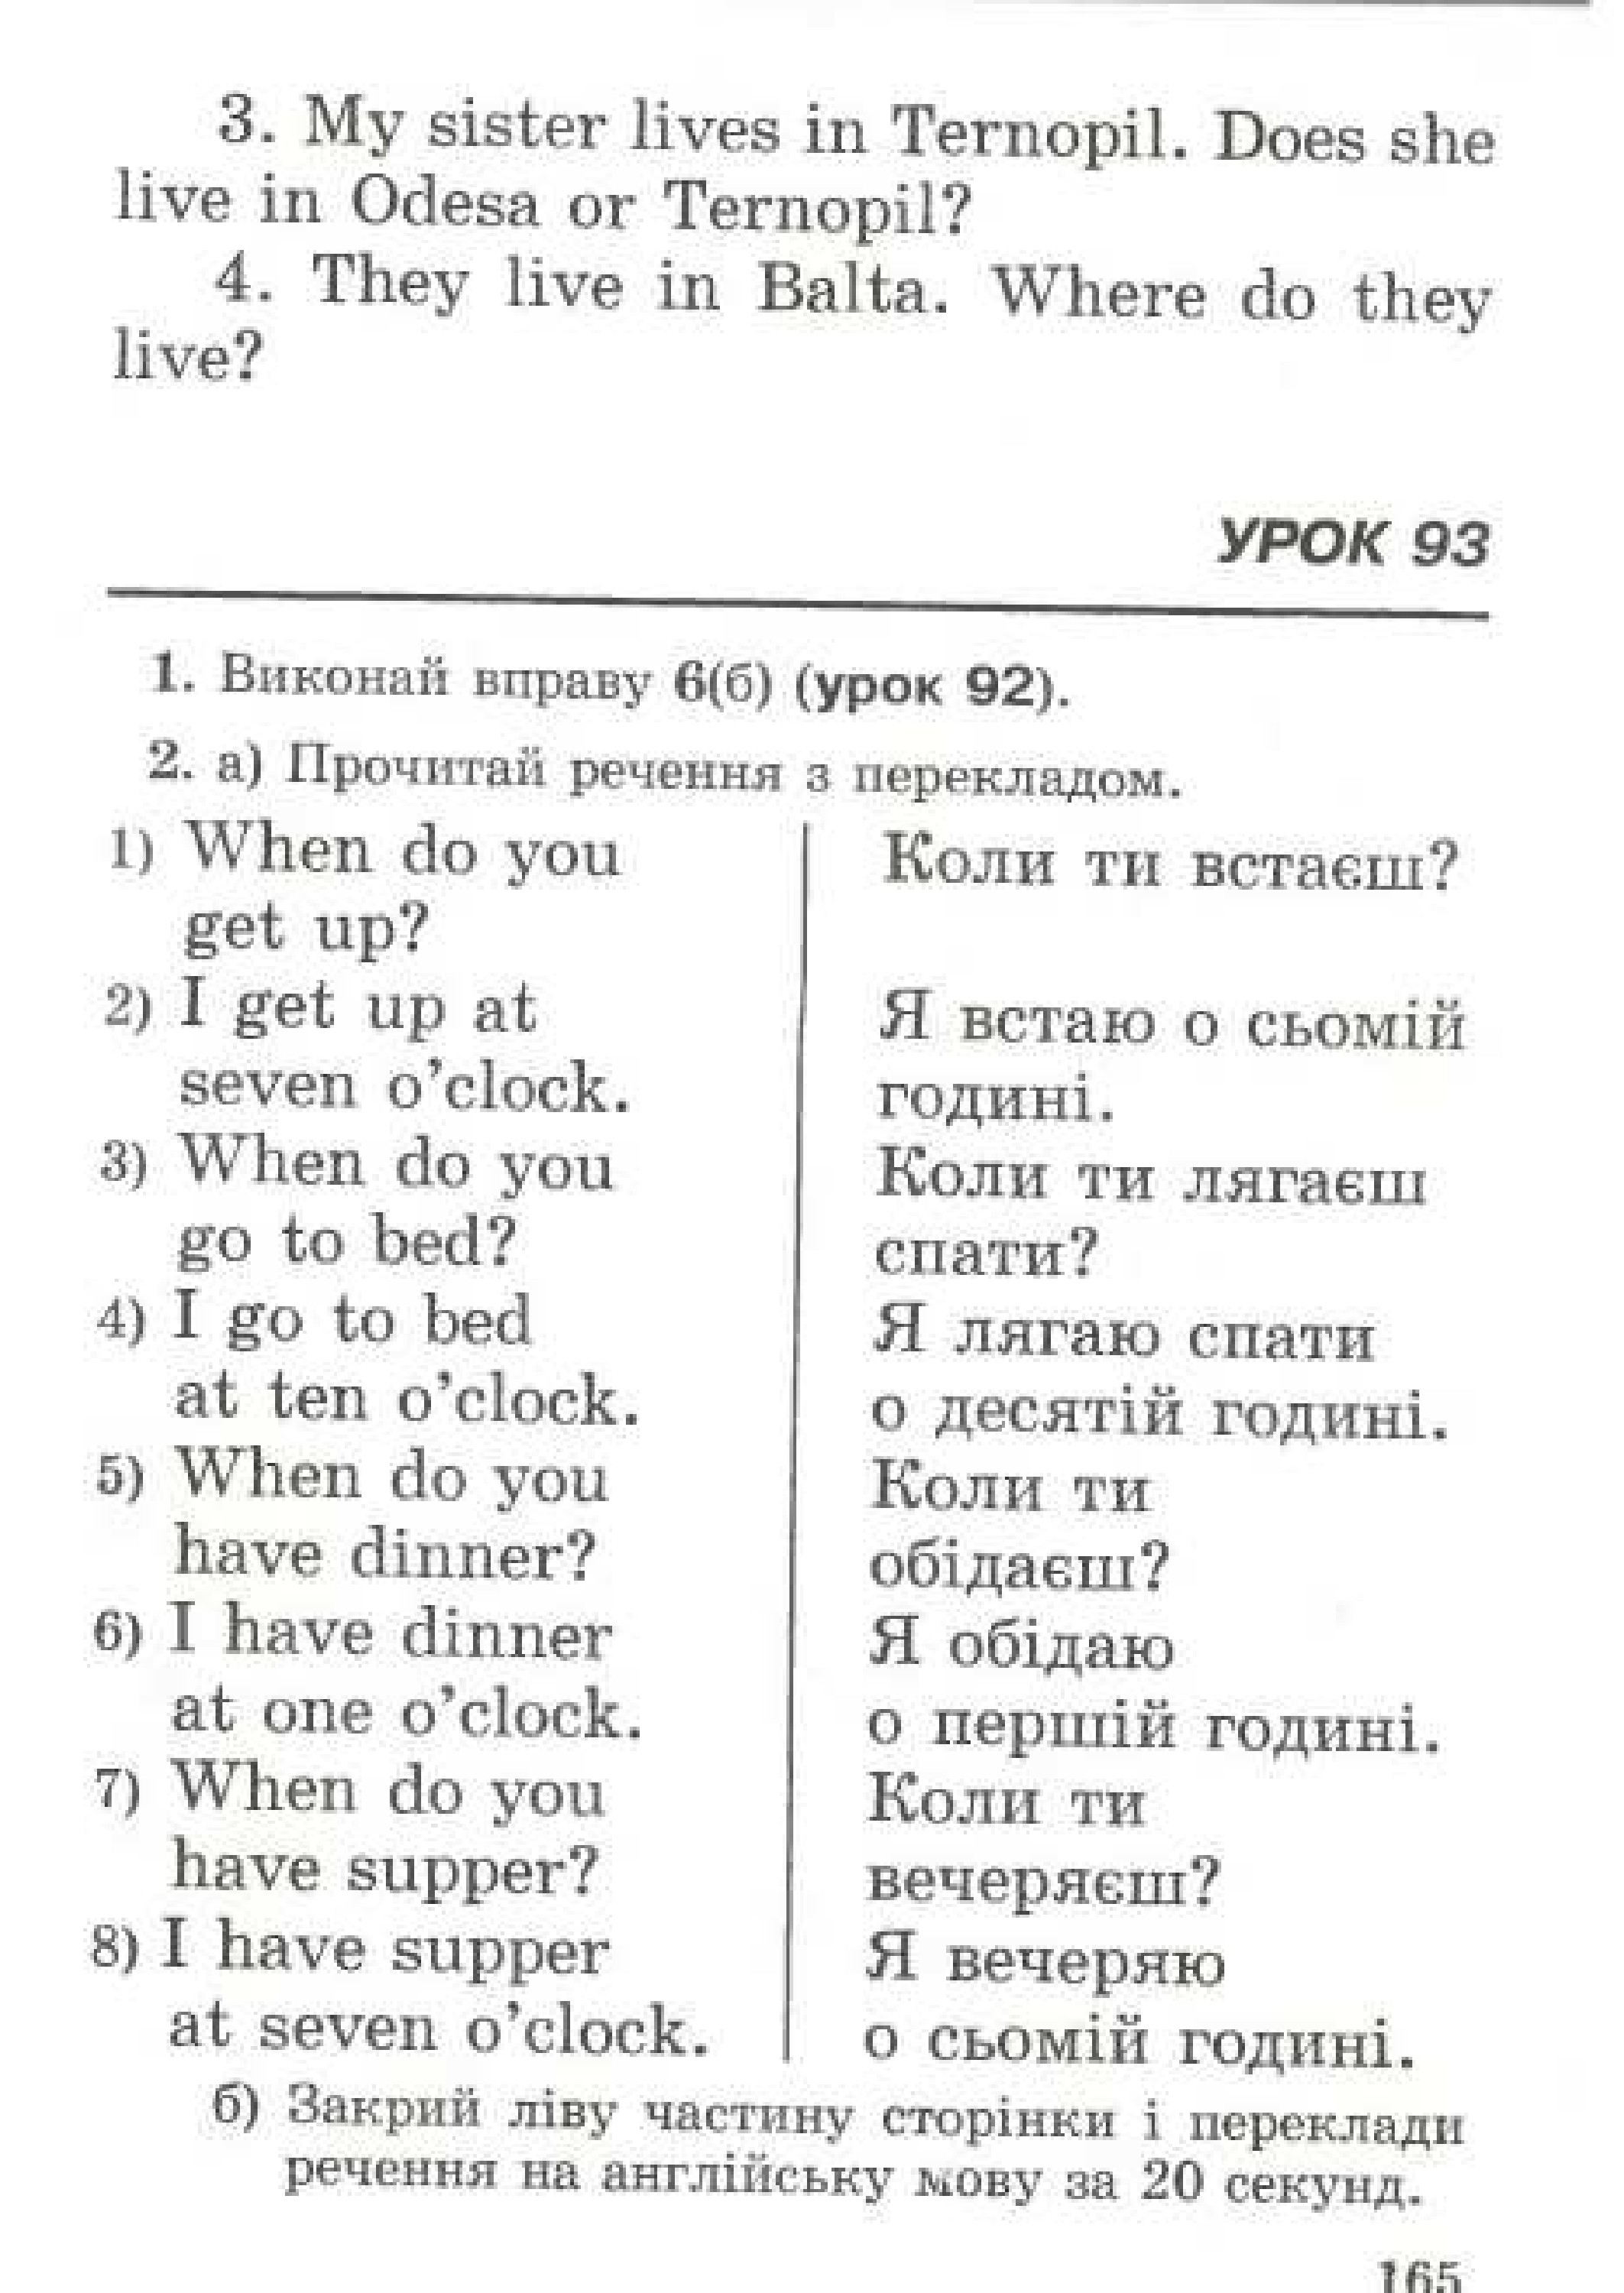 3. My sister lives in Ternopil. Does she
live in Odesa or Ternopil?
4. They live in Balta. Where do they
live?
УРОК 93
1. Виконай вправу 6(б) (урок 92).
2. а) Прочитай речення з перекладом.
1) When do you
get up?
2) I get up at
seven o’clock.
3) When do you
go to bed?
4) I go to bed
at ten o’clock.
5) When do you
have dinner?
6) I have dinner
at one o’clock.
7) When do you
have supper?
8) I have supper
at seven o’clock.
Коли ти встаєш?
Я встаю о сьомій
годині.
Коли ти лягаєш
спати?
Я лягаю спати
о десятій годині.
Коли ти
обідаєш?
Я обідаю
о першій годині.
Коли ти
вечеряєш?
Я вечеряю
о сьомій годині.
б) Закрий ліву частину сторінки і переклади
речення на англійську мову за 20 секунд.
165